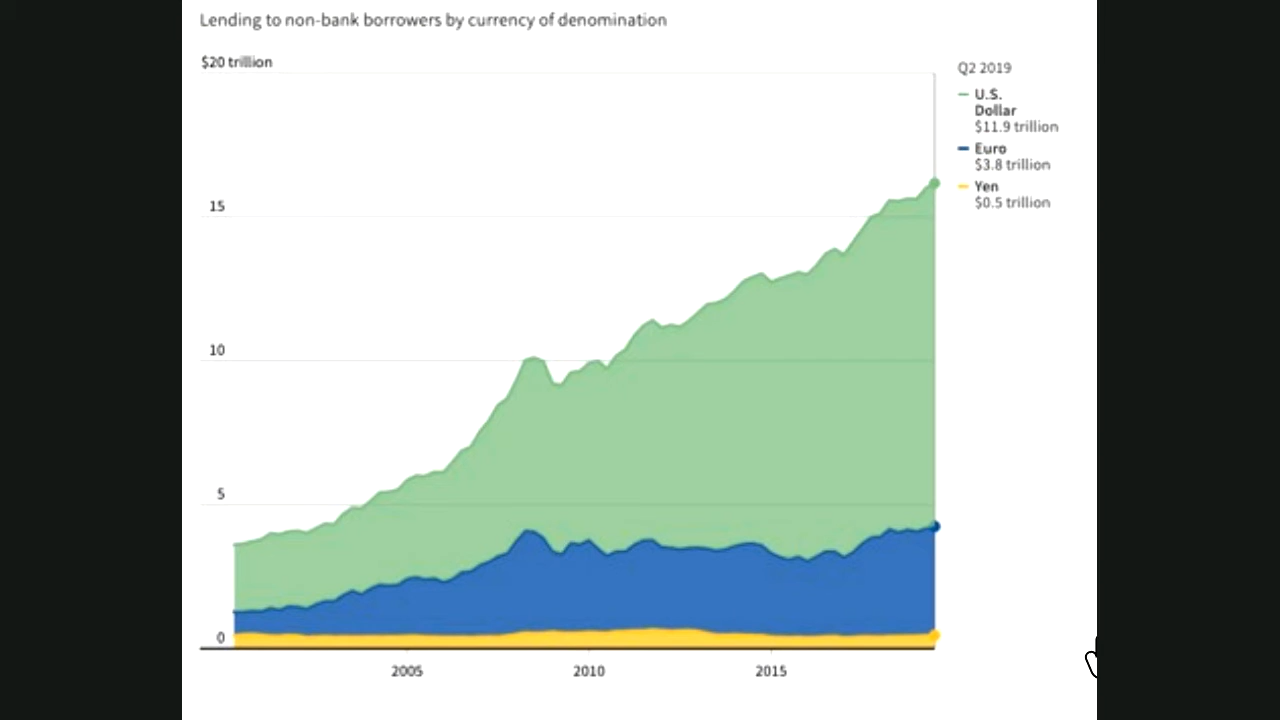 Lending to non-bank borrowers by currency of denomination
$20 trillion
Q2 2019
U.S.
Dollar
$11.9 trillion
Euro
$3.8 trillion
Yen
$0.5 trillion
15
10
5
0
2005 2010 2015